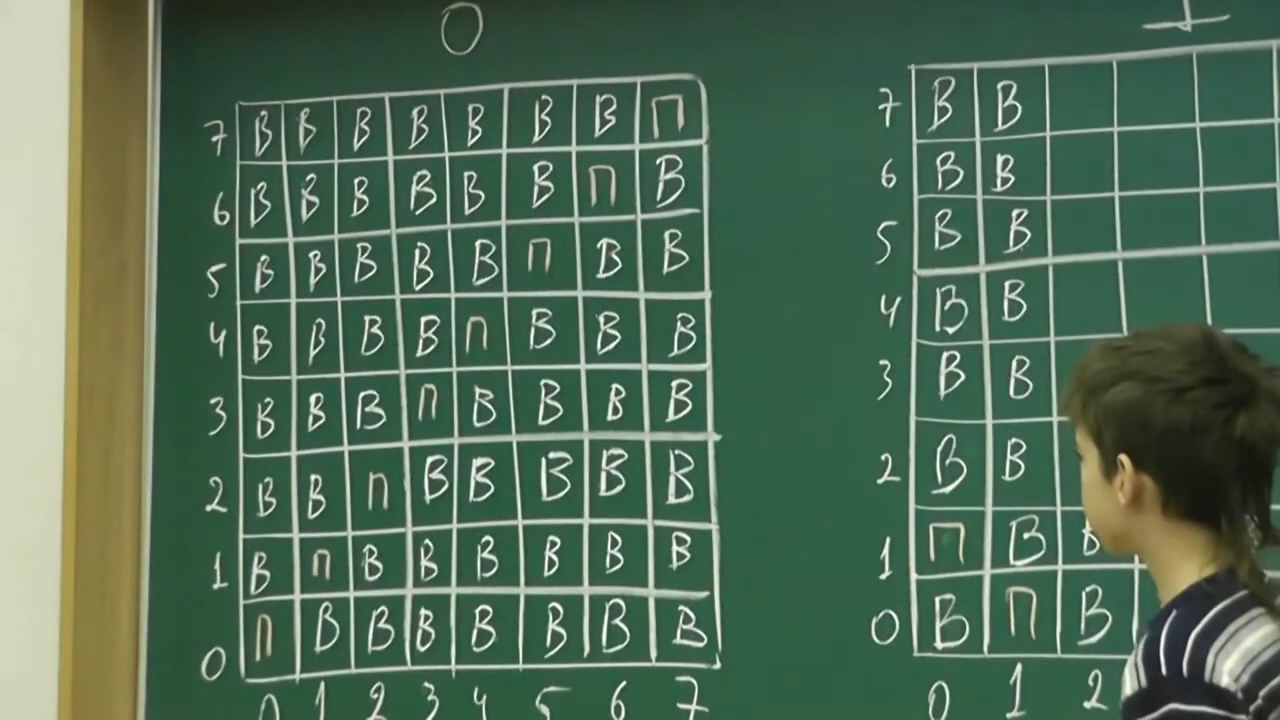 0
7 В В В В В В В П
6 В В В В В В П В
5 В В В В В П В В
4 В В В В П В В В
3 В В В П В В В В
2 В В П В В В В В
1 В П В В В В В В
0 П В В В В В В В
0 1 2 3 4 5 6 7
1
7 В В
6 В В
5 В В
4 В В
3 В В
2 В В
1 П В В
0 В П В
0 1 2